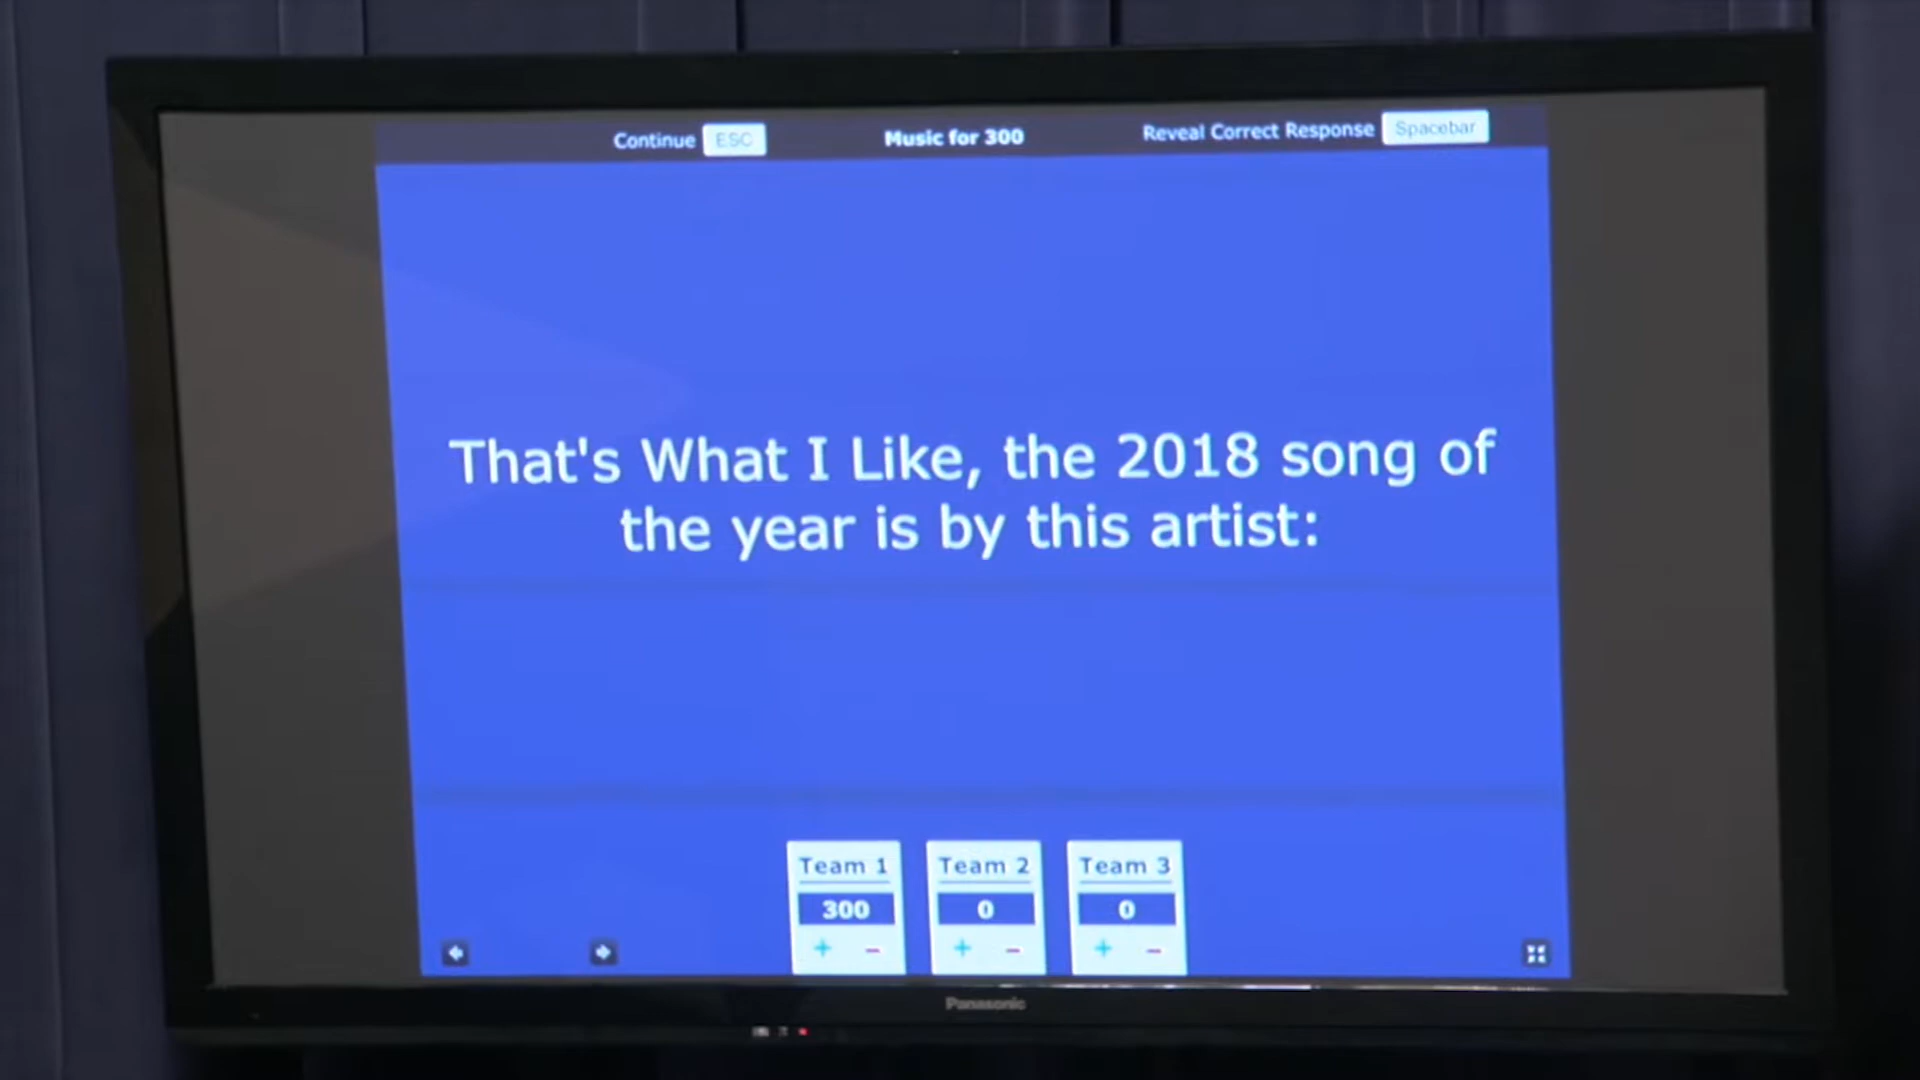 Continue ESC Music for 300 Reveal Correct Response Spacebar
That's What I Like, the 2018 song of
the year is by this artist:
Team 1 Team 2 Team 3
300 0 0
+ - + - + -
Panasonic